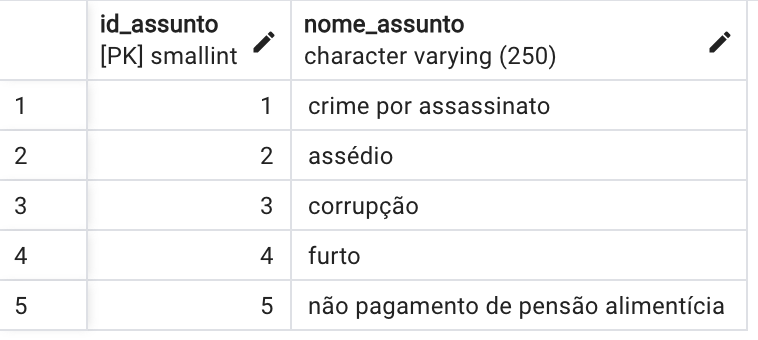 id_assunto nome_assunto
[PK] smallint character varying (250)
1 1 crime por assassinato
2 2 assédio
3 3 corrupção
4 4 furto
5 5 não pagamento de pensão alimentícia